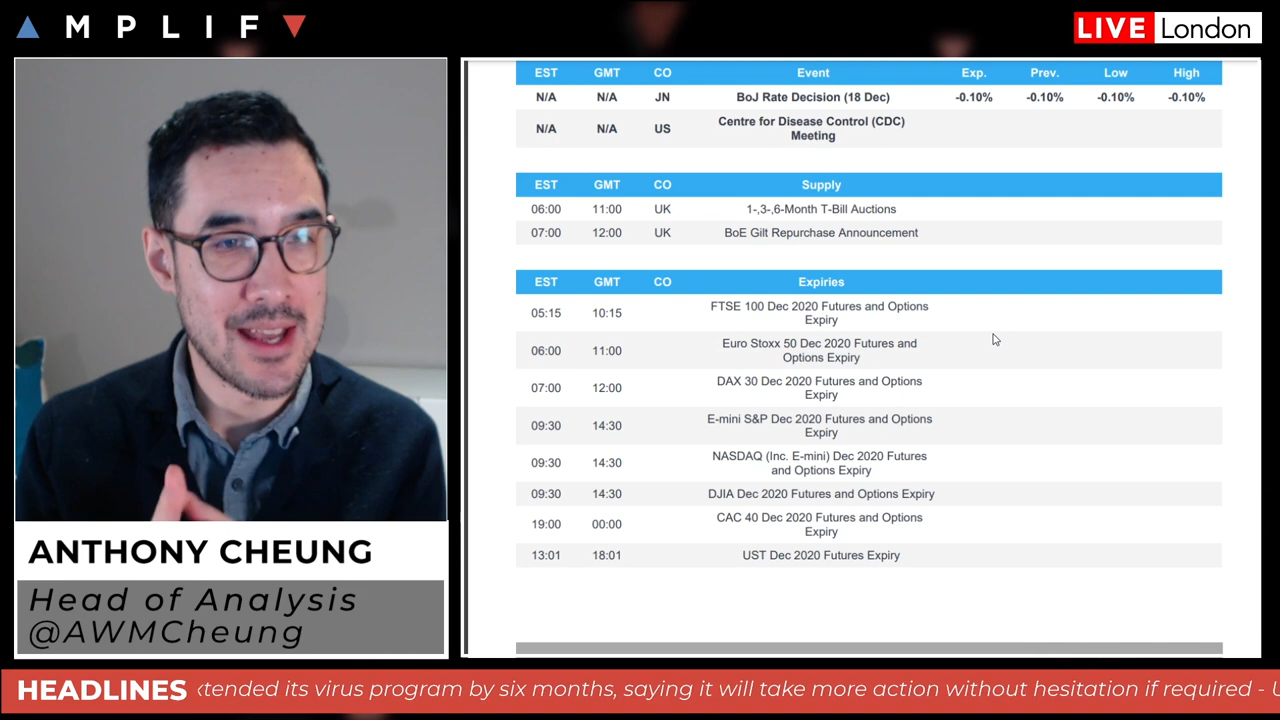 AMPLIFY
LIVE London
EST GMT CO Event Exp. Prev. Low High
N/A N/A JN BoJ Rate Decision (18 Dec) -0.10% -0.10% -0.10% -0.10%
N/A N/A US Centre for Disease Control (CDC)
Meeting
EST GMT CO Supply
06:00 11:00 UK 1-,3-,6-Month T-Bill Auctions
07:00 12:00 UK BoE Gilt Repurchase Announcement
EST GMT CO Expiries
05:15 10:15 FTSE 100 Dec 2020 Futures and Options
Expiry
06:00 11:00 Euro Stoxx 50 Dec 2020 Futures and
Options Expiry
07:00 12:00 DAX 30 Dec 2020 Futures and Options
Expiry
09:30 14:30 E-mini S&P Dec 2020 Futures and Options
Expiry
09:30 14:30 NASDAQ (Inc. E-mini) Dec 2020 Futures
and Options Expiry
09:30 14:30 DJIA Dec 2020 Futures and Options Expiry
19:00 00:00 CAC 40 Dec 2020 Futures and Options
Expiry
13:01 18:01 UST Dec 2020 Futures Expiry
ANTHONY CHEUNG
Head of Analysis
@AWMCheung
HEADLINES xtended its virus program by six months, saying it will take more action without hesitation if required -